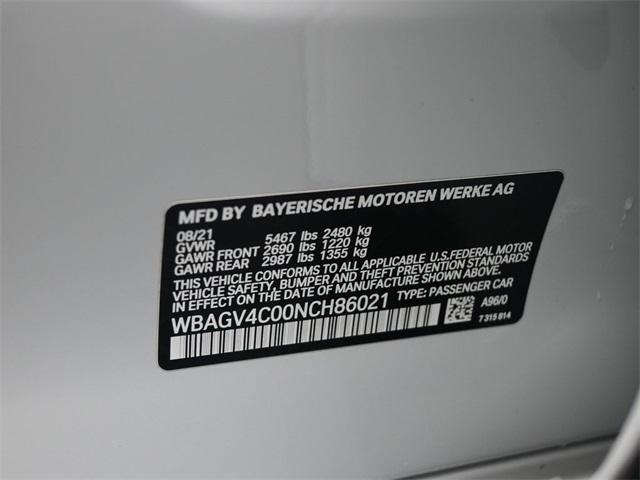 MFD BY BAYERISCHE MOTOREN WERKE AG
08/21
GVWR 5467 lbs 2480 kg
GAWR FRONT 2690 lbs 1220 kg
GAWR REAR 2987 lbs 1355 kg
THIS VEHICLE CONFORMS TO ALL APPLICABLE U.S.FEDERAL MOTOR
VEHICLE SAFETY, BUMPER, AND THEFT PREVENTION STANDARDS
IN EFFECT ON THE DATE OF MANUFACTURE SHOWN ABOVE.
WBAGV4C00NCH86021 TYPE: PASSENGER CAR
A96/0
7 315 814